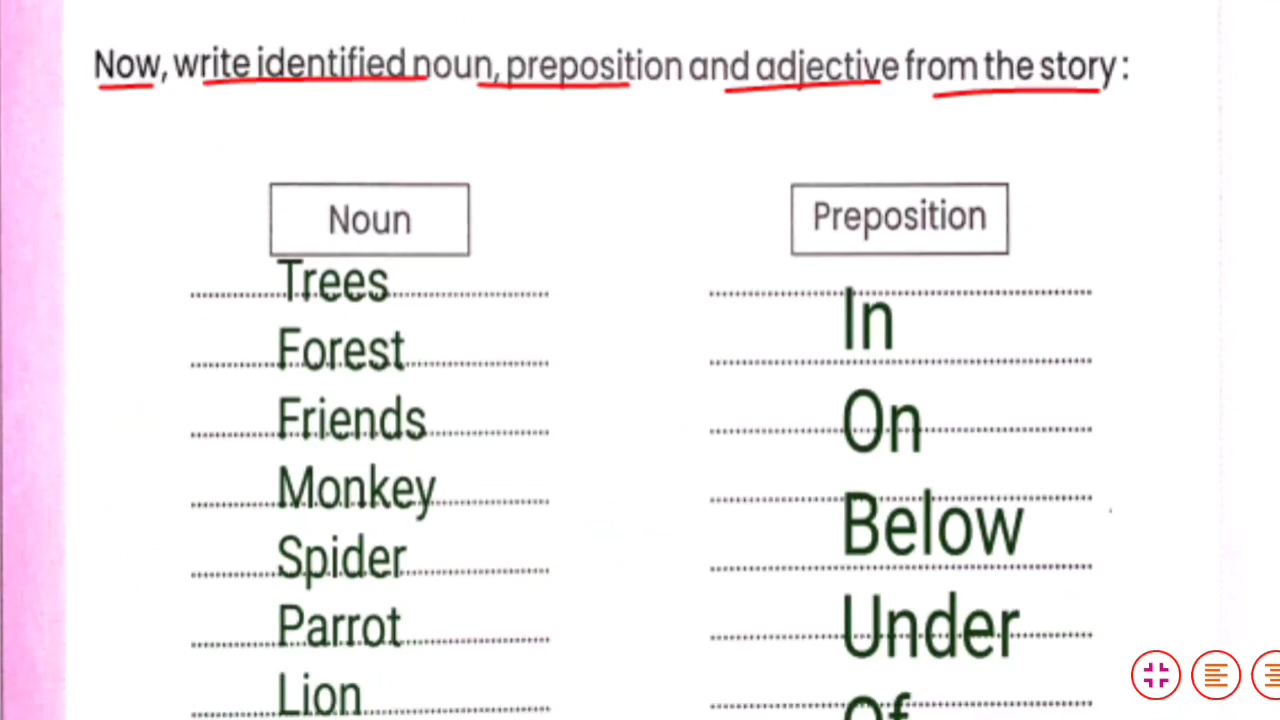 Now, write identified noun, preposition and adjective from the story :
Noun
Preposition
Trees
Forest
Friends
Monkey
Spider
Parrot
Lion
In
On
Below
Under
Of